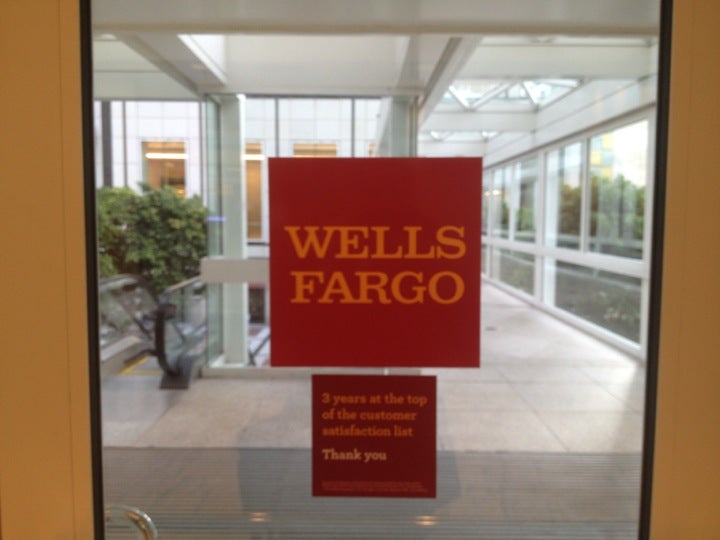 WELLS
FARGO
3 years at the top
of the customer
satisfaction list
Thank you